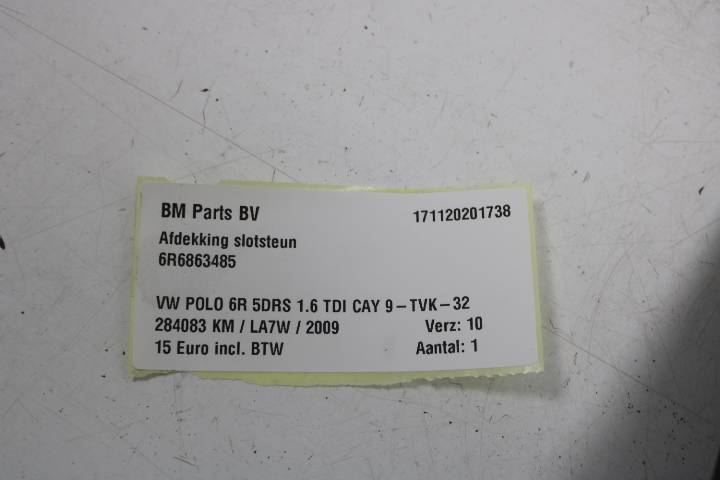 BM Parts BV 171120201738
Afdekking slotsteun
6R6863485
VW POLO 6R 5DRS 1.6 TDI CAY 9-TVK-32
284083 KM / LA7W / 2009 Verz: 10
15 Euro incl. BTW Aantal: 1